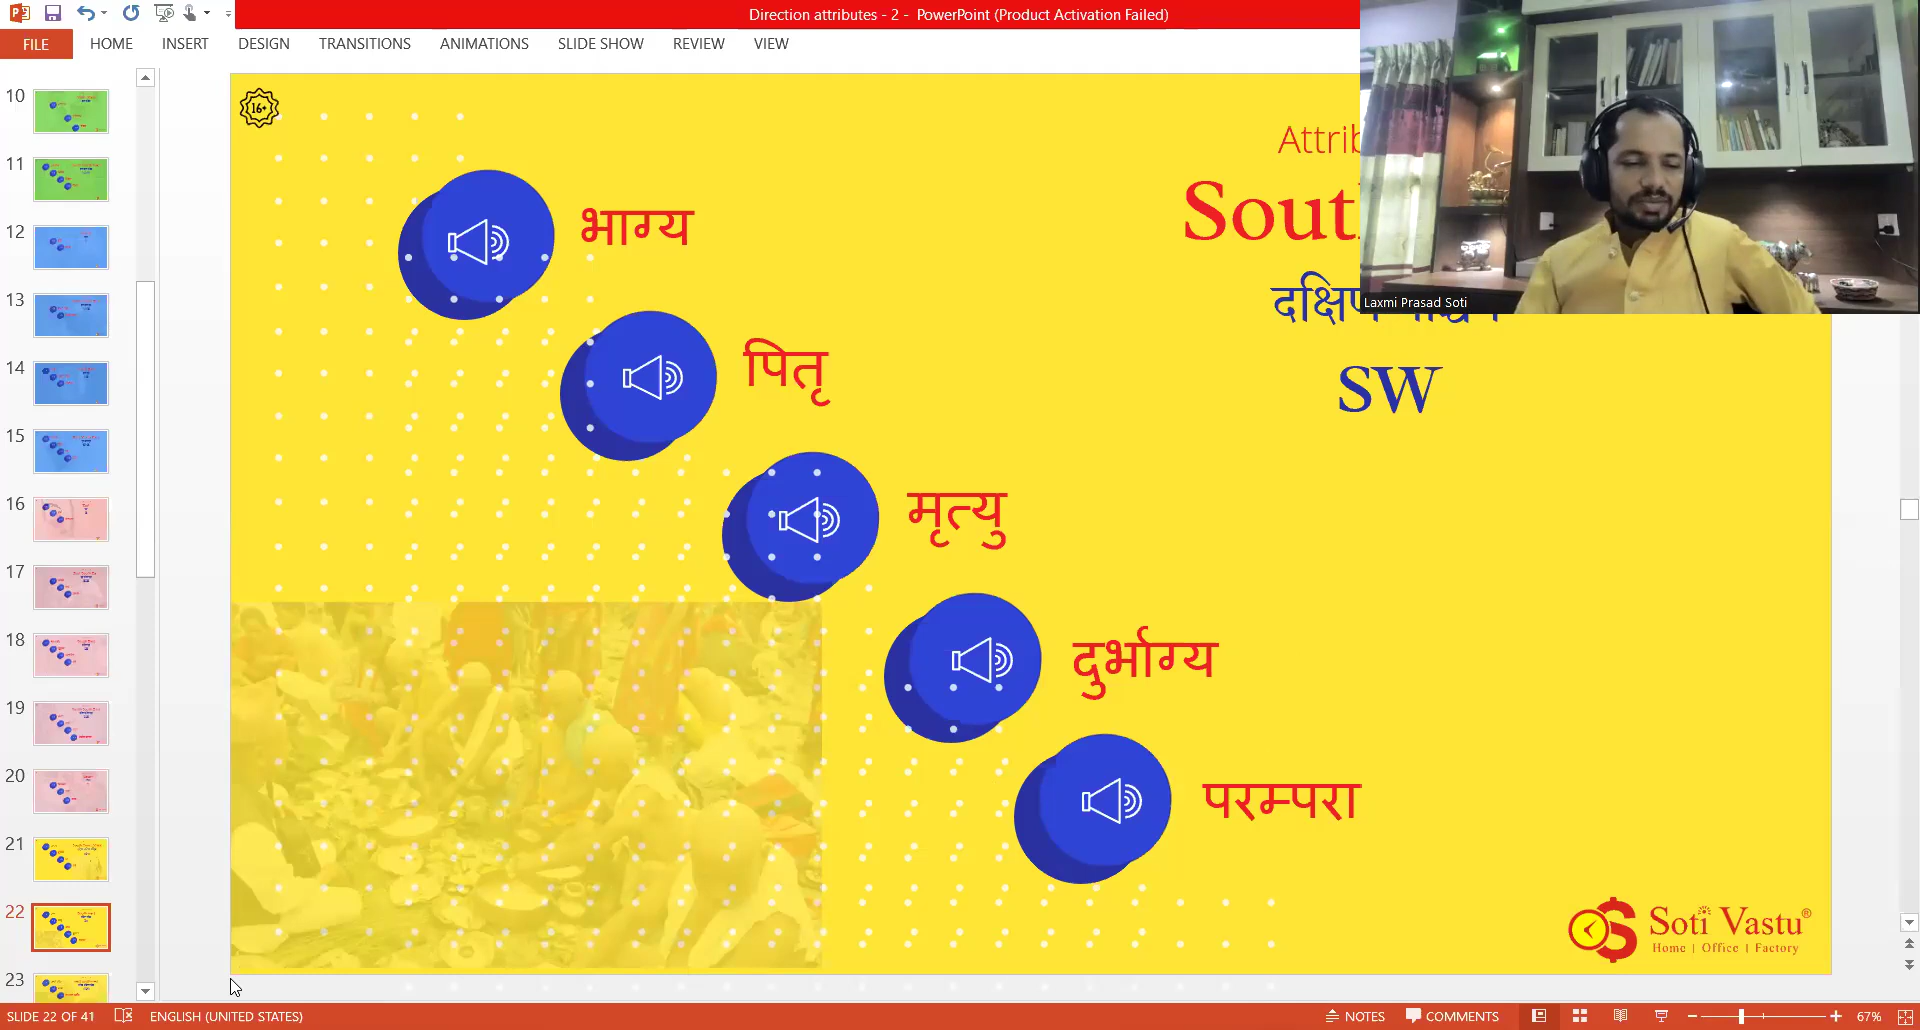 Direction attributes - 2 - PowerPoint (Product Activation Failed)
FILE HOME INSERT DESIGN TRANSITIONS ANIMATIONS SLIDE SHOW REVIEW VIEW
10
11
12
13
14
15
16
17
18
19
20
21
22
23
16+
भाग्य
पितृ
मृत्यु
दुर्भाग्य
परम्परा
SW
Laxmi Prasad Soti
Soti Vastu®
Home | Office | Factory
SLIDE 22 OF 41 ENGLISH (UNITED STATES) NOTES COMMENTS 67%